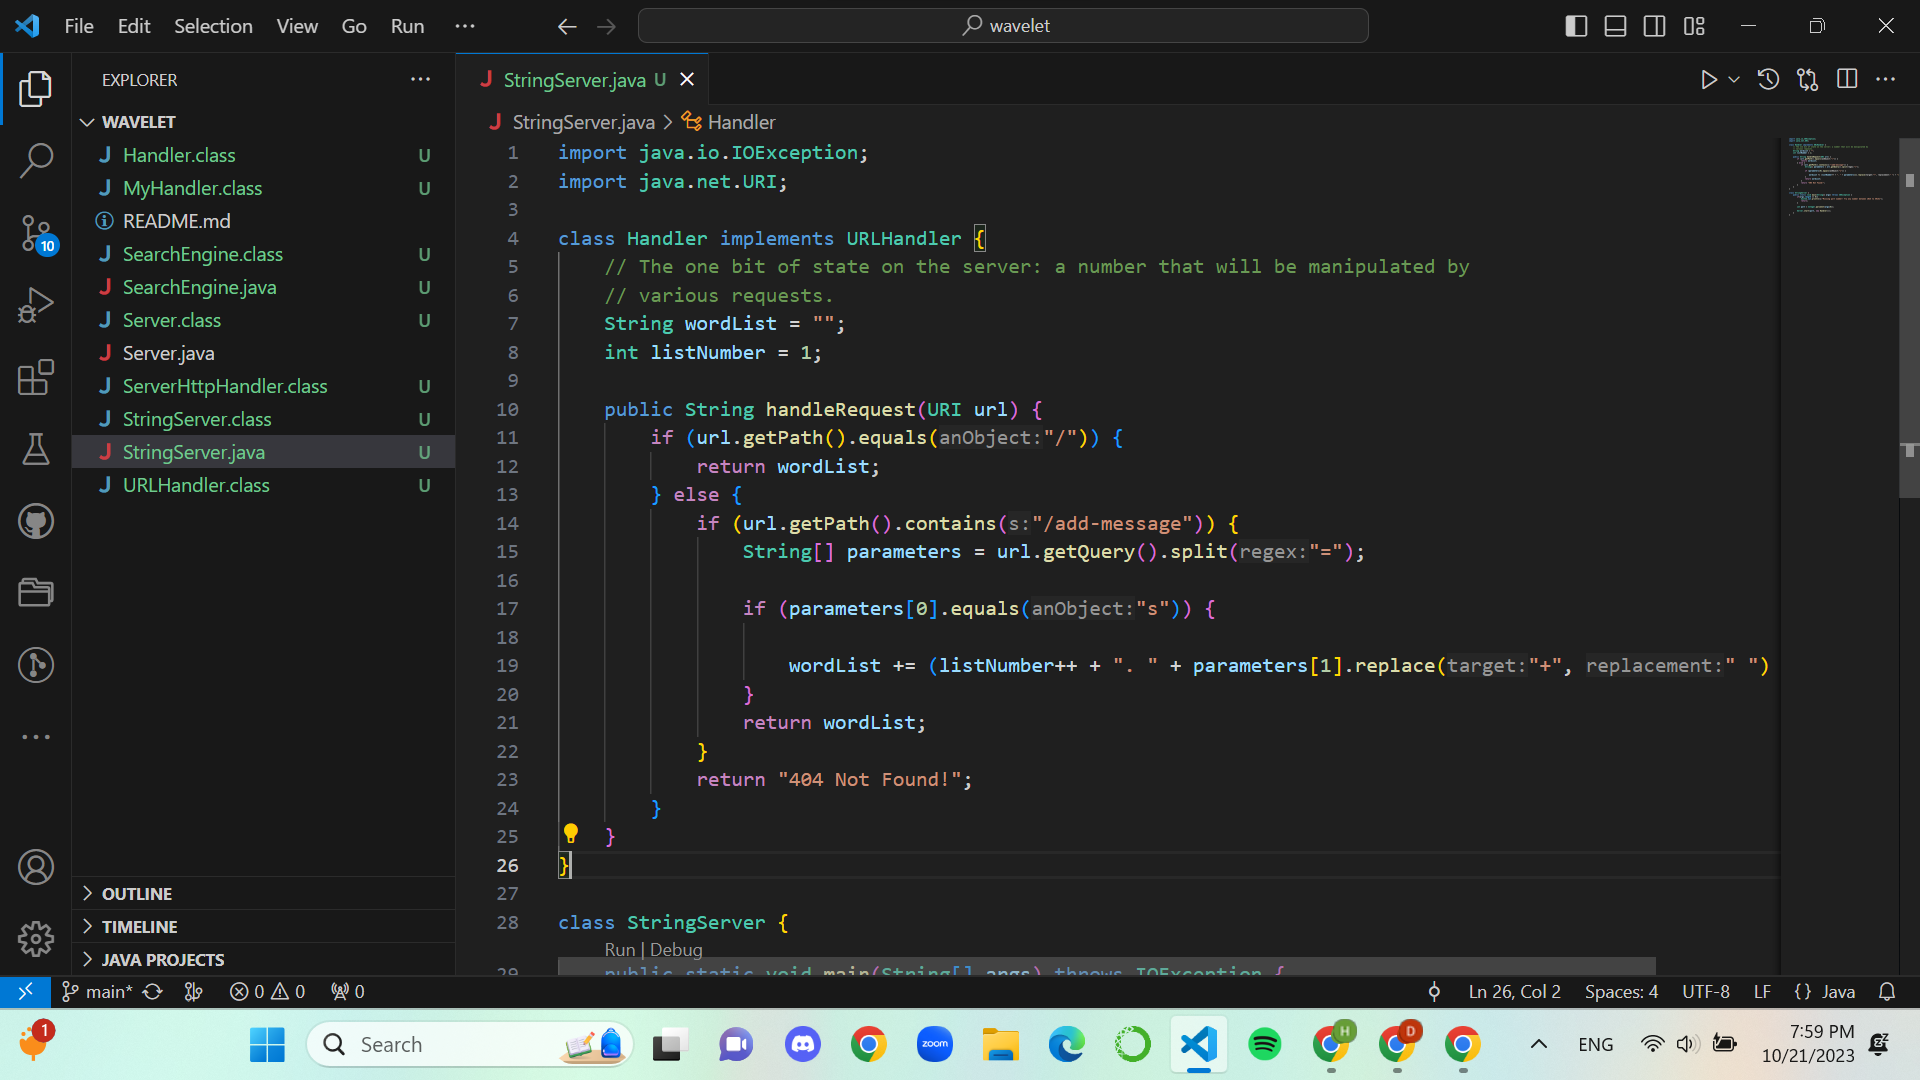 File Edit Selection View Go Run ···
wavelet
EXPLORER
WAVELET
Handler.class U
MyHandler.class U
README.md
SearchEngine.class U
SearchEngine.java U
Server.class U
Server.java
ServerHttpHandler.class U
StringServer.class U
StringServer.java U
URLHandler.class U
10
OUTLINE
TIMELINE
JAVA PROJECTS
StringServer.java U
StringServer.java > Handler
1 import java.io.IOException;
2 import java.net.URI;
3
4 class Handler implements URLHandler {
5 // The one bit of state on the server: a number that will be manipulated by
6 // various requests.
7 String wordList = "";
8 int listNumber = 1;
9
10 public String handleRequest(URI url) {
11 if (url.getPath().equals(anObject:"/")) {
12 return wordList;
13 } else {
14 if (url.getPath().contains(s:"/add-message")) {
15 String[] parameters = url.getQuery().split(regex:"=");
16
17 if (parameters[0].equals(anObject:"s")) {
18
19 wordList += (listNumber++ + ". " + parameters[1].replace(target:"+", replacement:" ")
20 }
21 return wordList;
22 }
23 return "404 Not Found!";
24 }
25 }
26 }
27
28 class StringServer {
Run | Debug
29 public static void main(String[] args) throws IOException {
main* 0 0 0
Ln 26, Col 2 Spaces: 4 UTF-8 LF {} Java
1
Search
zoom
H
D
ENG
7:59 PM
10/21/2023